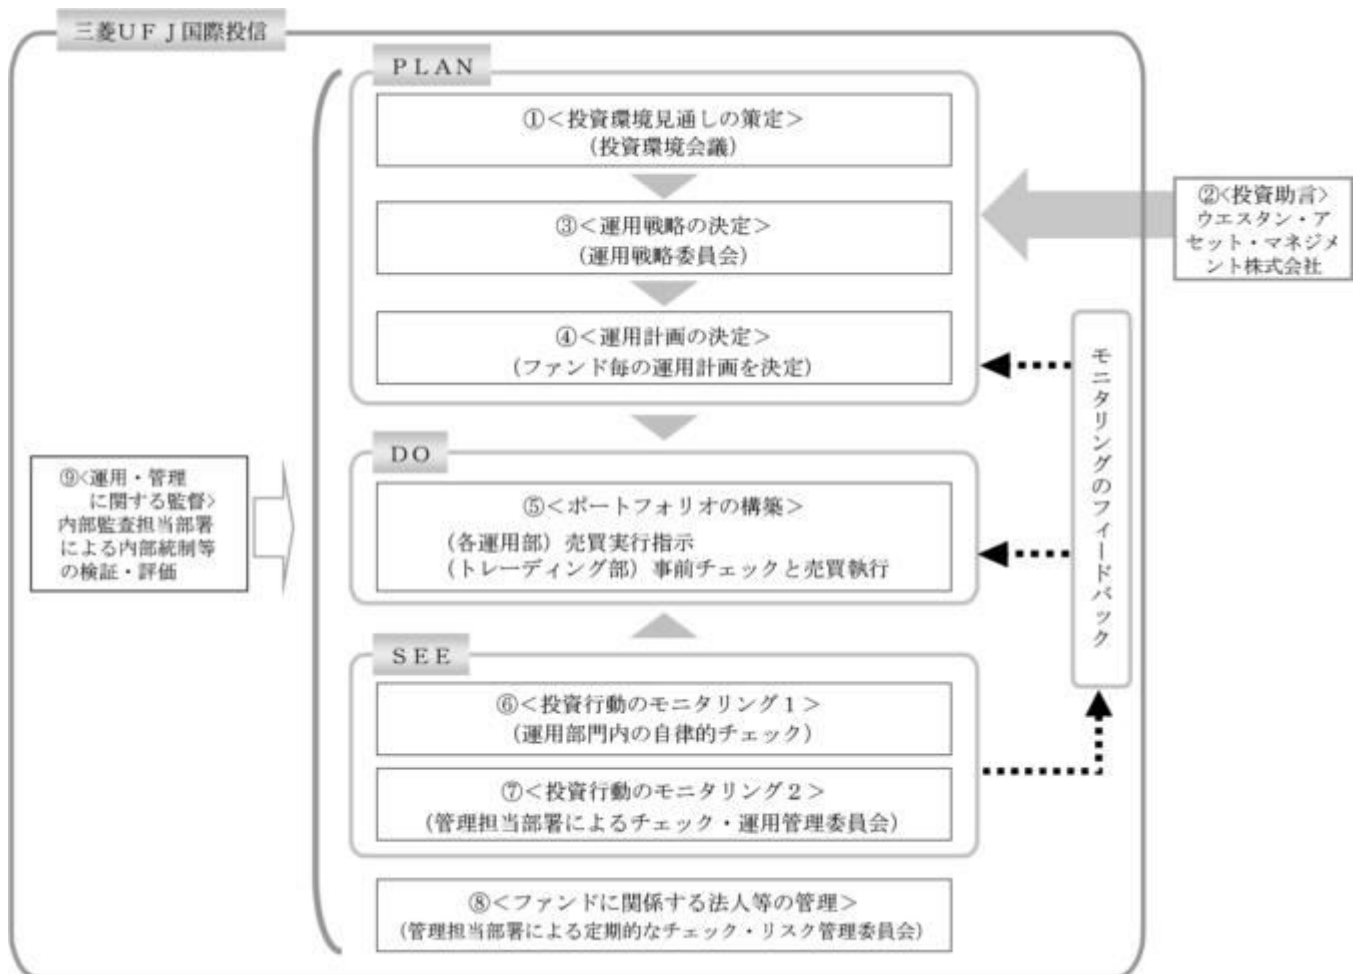 三菱ＵＦＪ国際投信
ＰＬＡＮ
①＜投資環境見通しの策定＞
（投資環境会議）
②<投資助言>
ウエスタン・ア
セット・マネジメ
ント株式会社
③＜運用戦略の決定＞
（運用戦略委員会）
④＜運用計画の決定＞
（ファンド毎の運用計画を決定）
モニタリングのフィードバック
ＤＯ
⑤＜ポートフォリオの構築＞
（各運用部）売買実行指示
（トレーディング部）事前チェックと売買執行
⑨<運用・管理
に関する監督>
内部監査担当部署
による内部統制等
の検証・評価
ＳＥＥ
⑥＜投資行動のモニタリング１＞
（運用部門内の自律的チェック）
⑦＜投資行動のモニタリング２＞
（管理担当部署によるチェック・運用管理委員会）
⑧＜ファンドに関係する法人等の管理＞
（管理担当部署による定期的なチェック・リスク管理委員会）